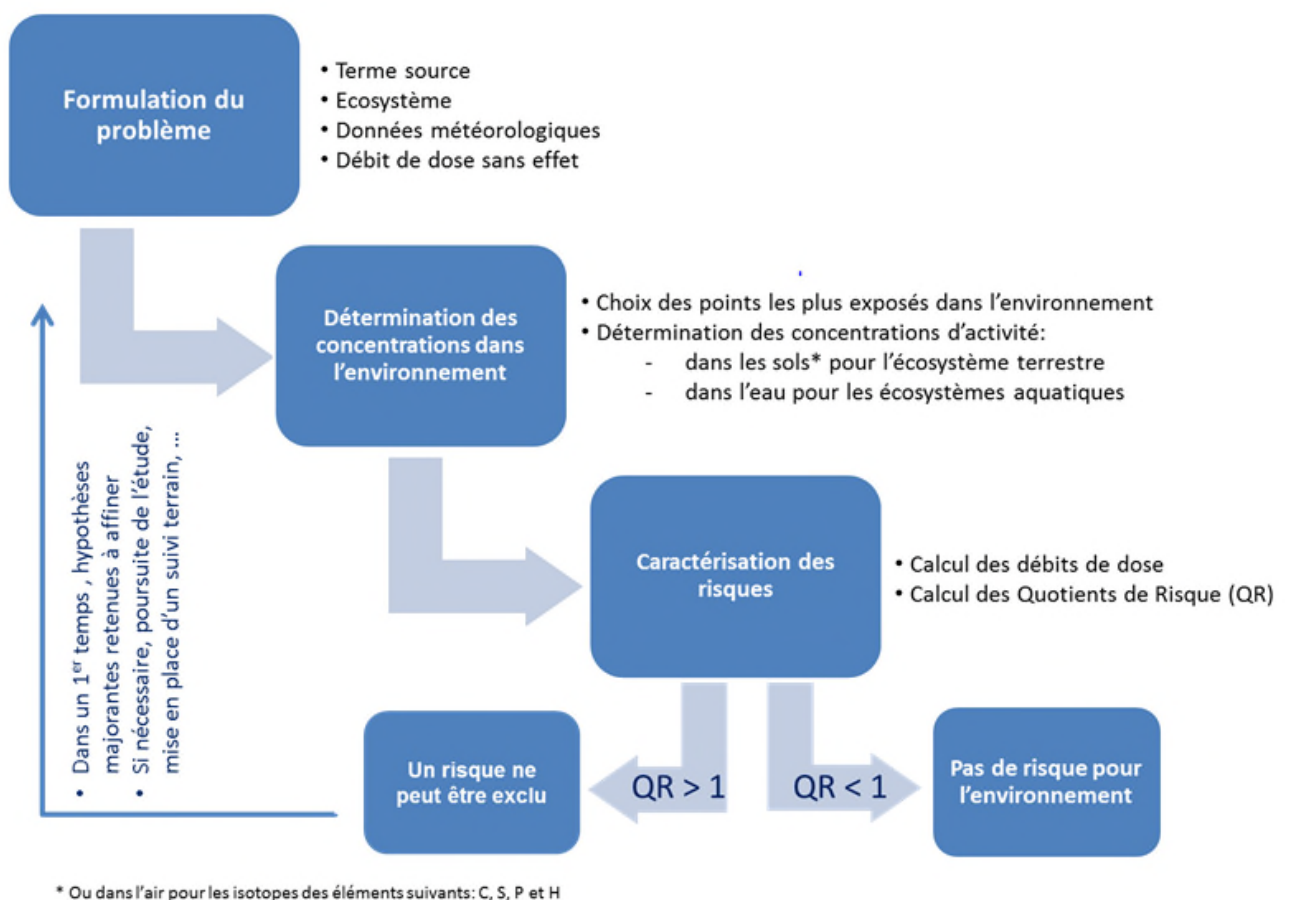 Formulation du
problème
• Terme source
• Ecosystème
• Données météorologiques
• Débit de dose sans effet
Détermination des
concentrations dans
l'environnement
• Choix des points les plus exposés dans l'environnement
• Détermination des concentrations d'activité:
- dans les sols* pour l'écosystème terrestre
- dans l'eau pour les écosystèmes aquatiques
Caractérisation des
risques
• Calcul des débits de dose
• Calcul des Quotients de Risque (QR)
• Dans un 1er temps , hypothèses
majorantes retenues à affiner
• Si nécessaire, poursuite de l'étude,
mise en place d'un suivi terrain, ...
Un risque ne
peut être exclu
QR > 1
QR < 1
Pas de risque pour
l'environnement
* Ou dans l'air pour les isotopes des éléments suivants: C, S, P et H